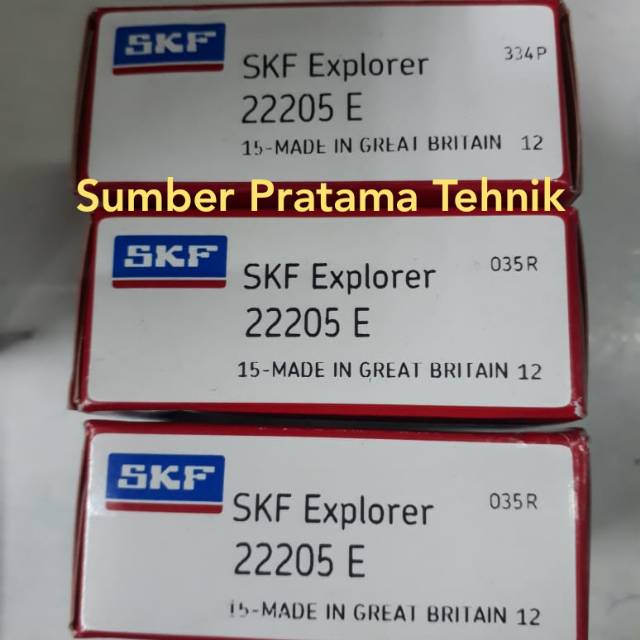 SKF
SKF Explorer 334P
22205 E
15-MADE IN GREAT BRITAIN 12
Sumber Pratama Tehnik
SKF
SKF Explorer 035R
22205 E
15-MADE IN GREAT BRITAIN 12
SKF
SKF Explorer 035R
22205 E
15-MADE IN GREAT BRITAIN 12